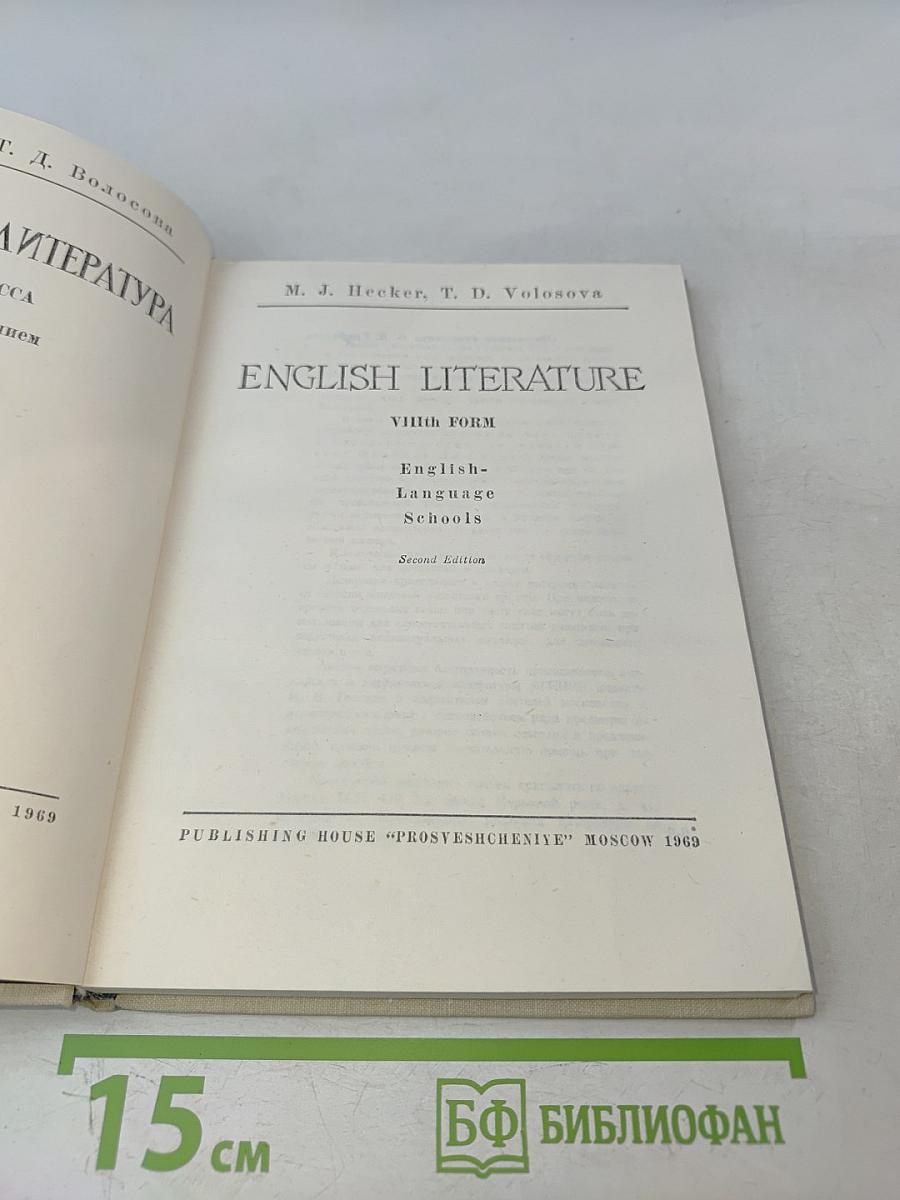 Т. Д. Волосова
ЛИТЕРАТУРА
ССА
нием
1969
M. J. Hecker, T. D. Volosova
ENGLISH LITERATURE
VIIIth FORM
English-
Language
Schools
Second Edition
PUBLISHING HOUSE “PROSVESHCHENIYE” MOSCOW 1969
15 см
БФ БИБЛИОФАН